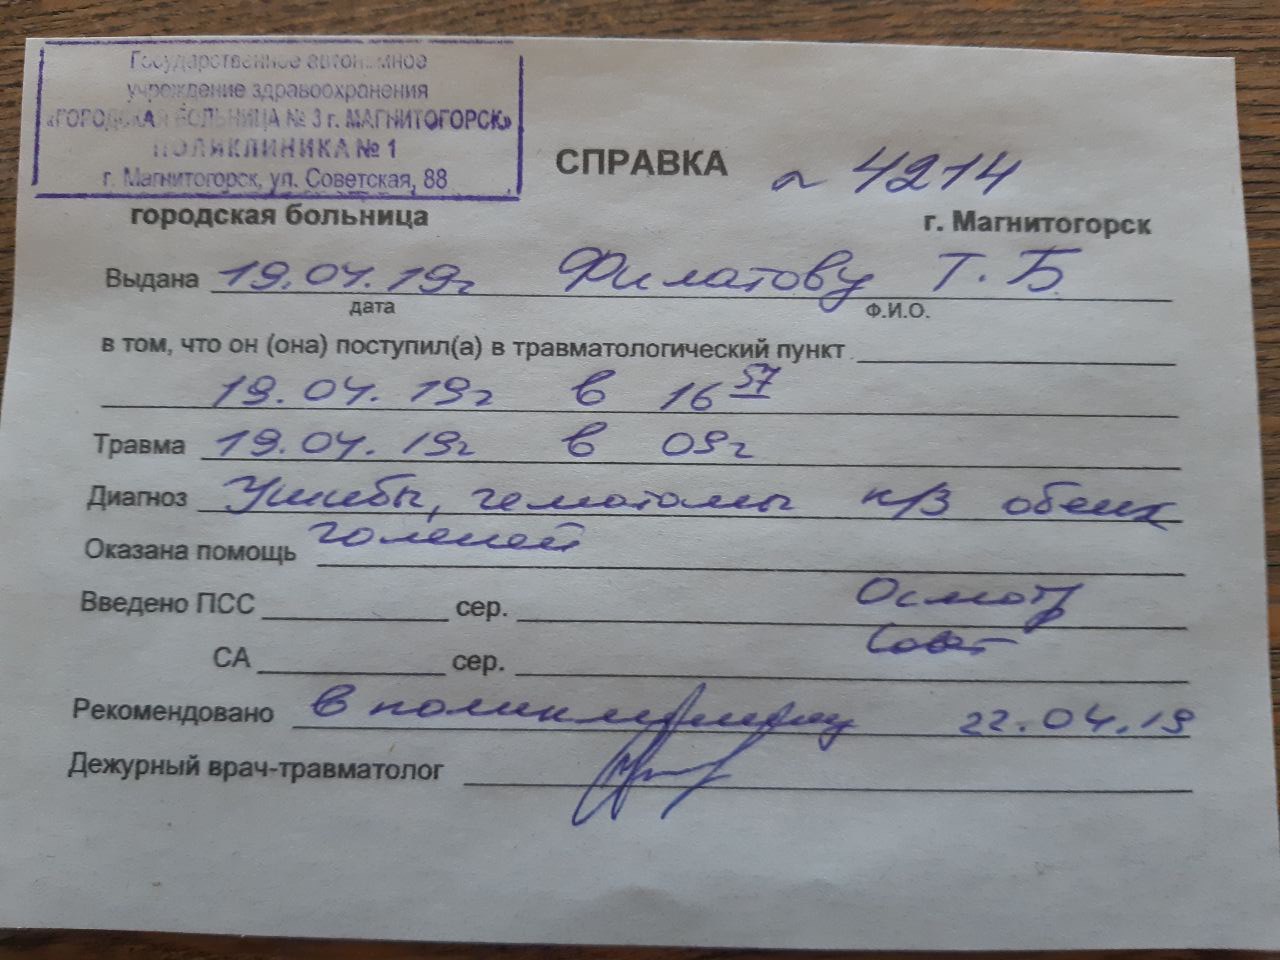 Государственное автономное
учреждение здравоохранения
«ГОРОДСКАЯ БОЛЬНИЦА № 3 г. МАГНИТОГОРСК»
ПОЛИКЛИНИКА № 1
г. Магнитогорск, ул. Советская, 88
СПРАВКА 4214
городская больница г. Магнитогорск
Выдана 19.04.19г Филатову Т. Б.
дата Ф.И.О.
в том, что он (она) поступил(а) в травматологический пункт
19.04.19г в 16 57
Травма 19.04.19г в 09г
Диагноз Ушибы, гематомы н/3 обеих
голеней
Оказана помощь
Осмотр
Введено ПСС сер.
Совет
СА сер.
Рекомендовано в поликлинику 22.04.19
Дежурный врач-травматолог